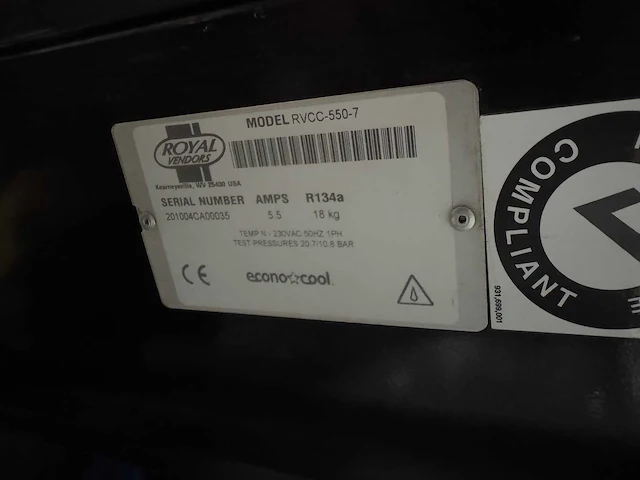 MODEL RVCC-550-7
ROYAL
VENDORS
Kearneysville, WV 25430 USA
SERIAL NUMBER AMPS R134a
201004CA00035 5.5 18 kg
TEMP N - 230VAC 50HZ 1PH
TEST PRESSURES 20.7/10.8 BAR
CE econo cool
COMPLIANT
931,699,001